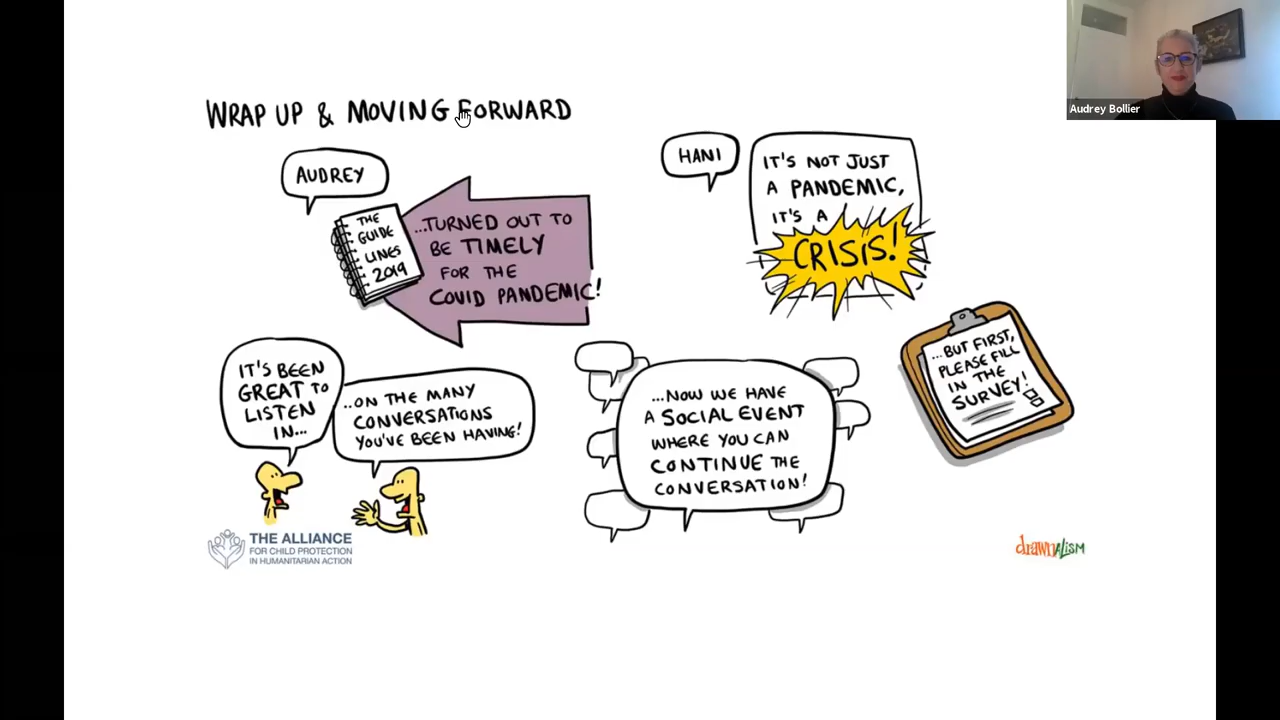 Audrey Bollier
WRAP UP & MOVING FORWARD
AUDREY
THE
GUIDE
LINES
2019
...TURNED OUT TO
BE TIMELY
FOR THE
COVID PANDEMIC!
HANI
IT'S NOT JUST
A PANDEMIC,
IT'S A
CRISIS!
IT'S BEEN
GREAT TO
LISTEN
IN...
..ON THE MANY
CONVERSATIONS
YOU'VE BEEN HAVING!
...NOW WE HAVE
A SOCIAL EVENT
WHERE YOU CAN
CONTINUE THE
CONVERSATION!
...BUT FIRST,
PLEASE FILL
IN THE
SURVEY!
THE ALLIANCE
FOR CHILD PROTECTION
IN HUMANITARIAN ACTION
drawnalism